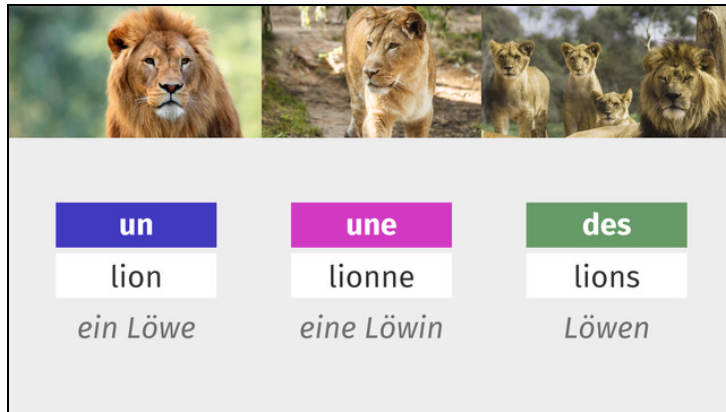 un
lion
ein Löwe
une
lionne
eine Löwin
des
lions
Löwen